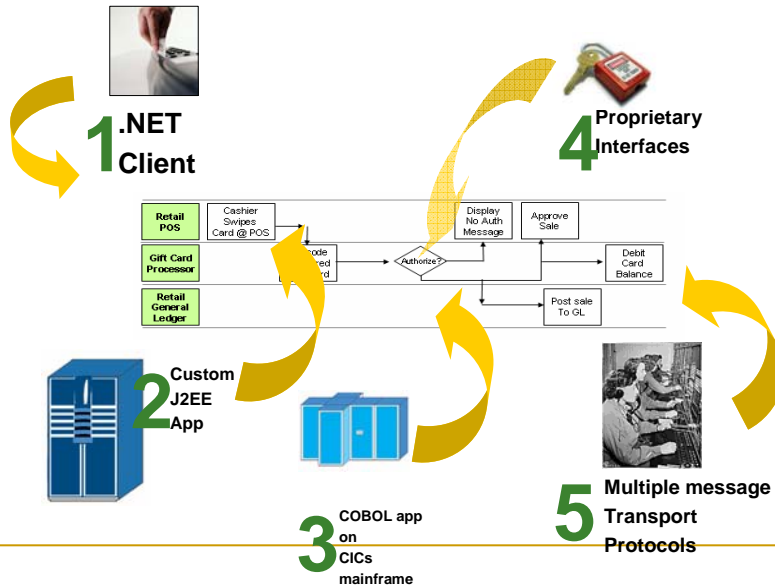 1 .NET
Client
4 Proprietary
Interfaces
Retail
POS
Cashier
Swipes
Card @ POS
Display
No Auth
Message
Approve
Sale
Gift Card
Processor
Authorize?
Debit
Card
Balance
Retail
General
Ledger
Post sale
To GL
2 Custom
J2EE
App
3 COBOL app
on
CICs
mainframe
5 Multiple message
Transport
Protocols